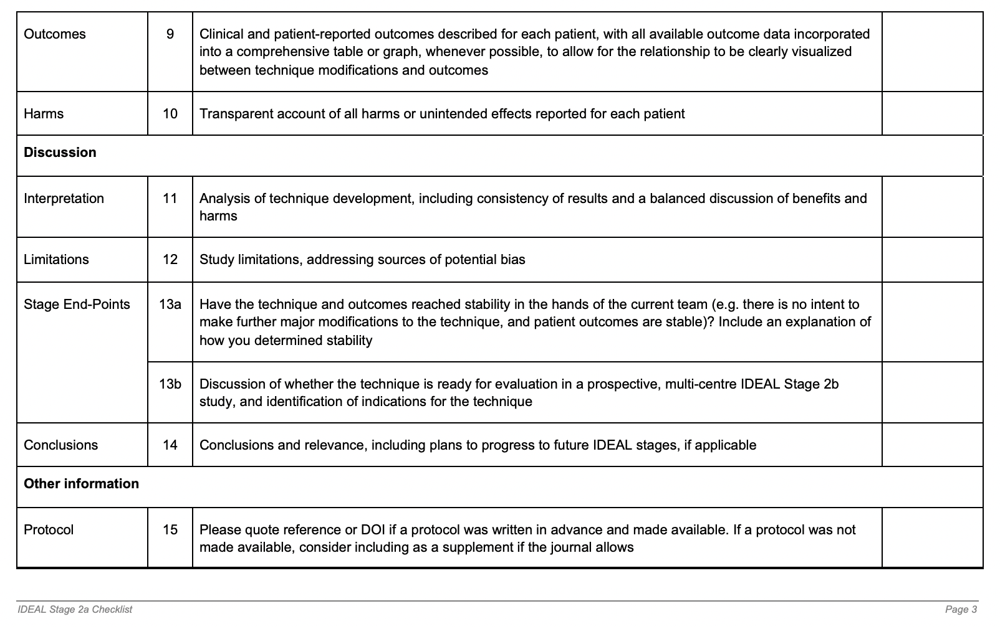 Outcomes
9
Clinical and patient-reported outcomes described for each patient, with all available outcome data incorporated
into a comprehensive table or graph, whenever possible, to allow for the relationship to be clearly visualized
between technique modifications and outcomes
Harms
10
Transparent account of all harms or unintended effects reported for each patient
Discussion
Interpretation
11
Analysis of technique development, including consistency of results and a balanced discussion of benefits and
harms
Limitations
12
Study limitations, addressing sources of potential bias
Stage End-Points
13a
Have the technique and outcomes reached stability in the hands of the current team (e.g. there is no intent to
make further major modifications to the technique, and patient outcomes are stable)? Include an explanation of
how you determined stability
13b
Discussion of whether the technique is ready for evaluation in a prospective, multi-centre IDEAL Stage 2b
study, and identification of indications for the technique
Conclusions
14
Conclusions and relevance, including plans to progress to future IDEAL stages, if applicable
Other information
Protocol
15
Please quote reference or DOI if a protocol was written in advance and made available. If a protocol was not
made available, consider including as a supplement if the journal allows
IDEAL Stage 2a Checklist
Page 3